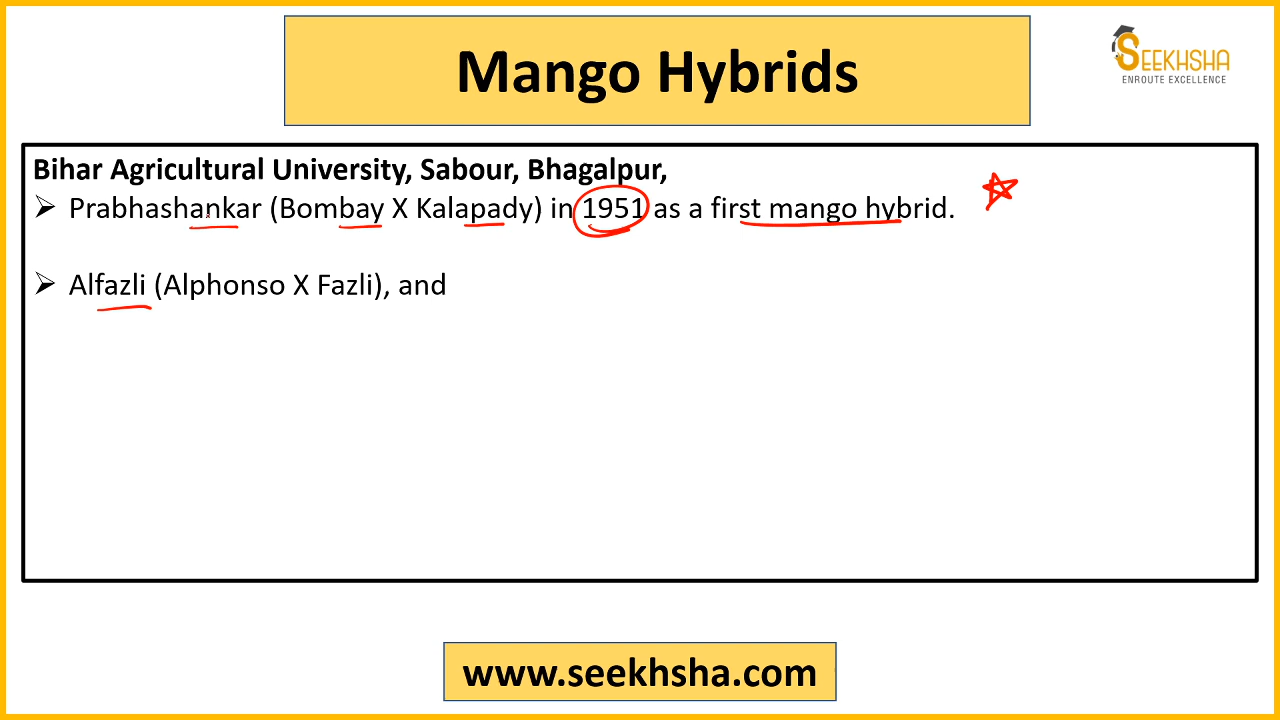 Mango Hybrids
SEEKHSHA
ENROUTE EXCELLENCE
Bihar Agricultural University, Sabour, Bhagalpur,
➢ Prabhashankar (Bombay X Kalapady) in 1951 as a first mango hybrid.
➢ Alfazli (Alphonso X Fazli), and
www.seekhsha.com